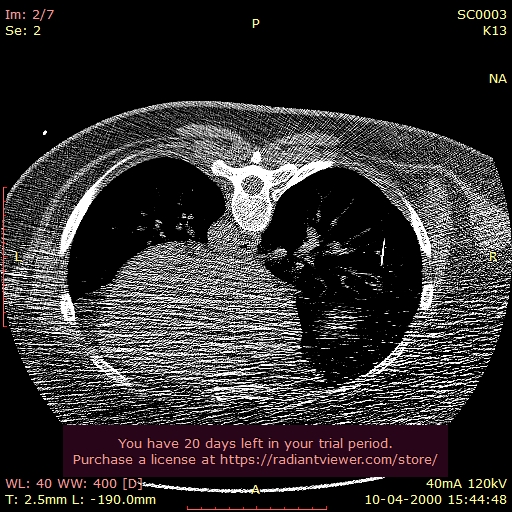 Im: 2/7
Se: 2
P
SC0003
K13
NA
L
R
You have 20 days left in your trial period.
Purchase a license at https://radiantviewer.com/store/
WL: 40 WW: 400 [D]
T: 2.5mm L: -190.0mm
A
40mA 120kV
10-04-2000 15:44:48